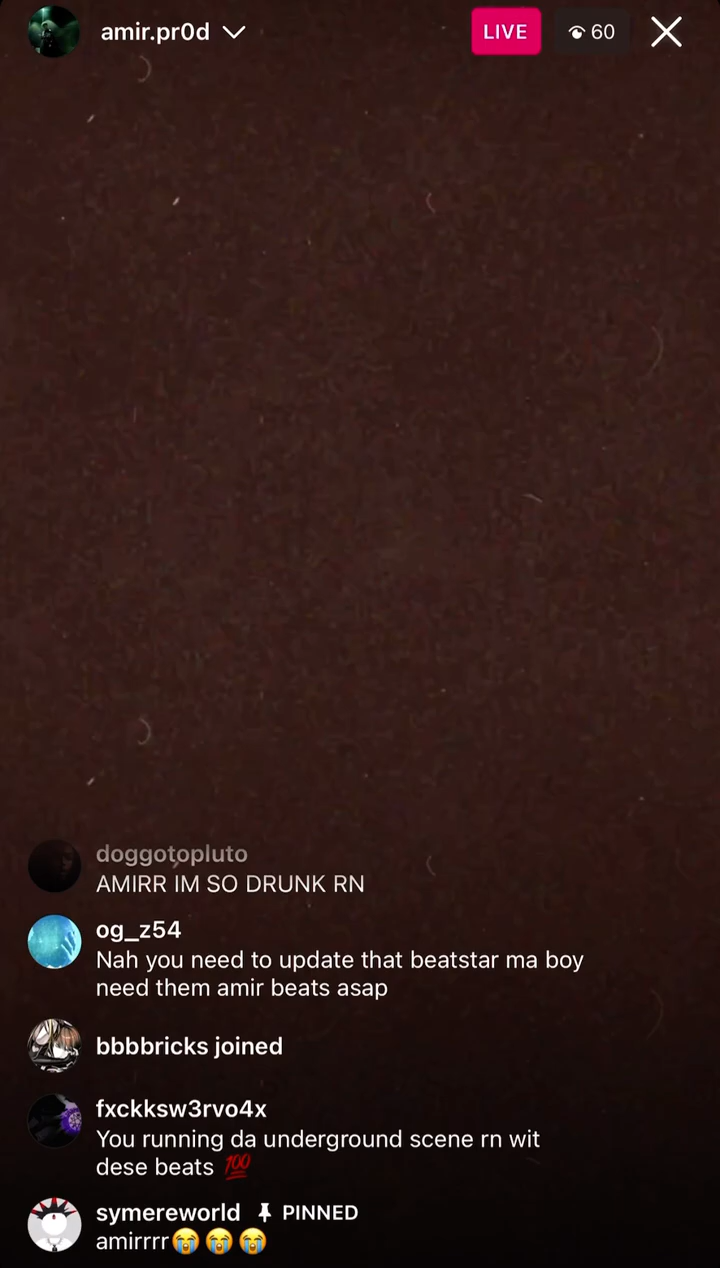 amir.pr0d
LIVE
60
doggotopluto
AMIRR IM SO DRUNK RN
og_z54
Nah you need to update that beatstar ma boy
need them amir beats asap
bbbbricks joined
fxckksw3rvo4x
You running da underground scene rn wit
dese beats 💯
symereworld 📌 PINNED
amirrrr😭😭😭